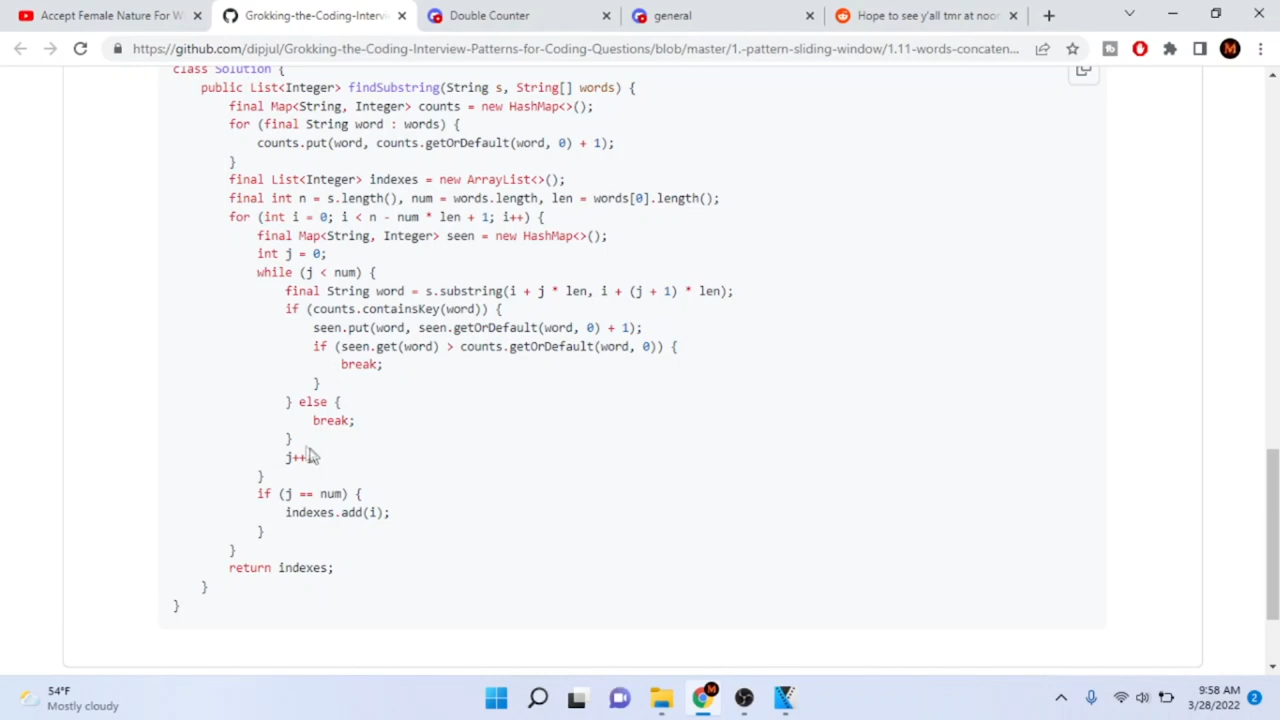 Accept Female Nature For W
Grokking-the-Coding-Interv
Double Counter
general
Hope to see y'all tmr at noon
https://github.com/dipjul/Grokking-the-Coding-Interview-Patterns-for-Coding-Questions/blob/master/1.-pattern-sliding-window/1.11-words-concaten...
M
class Solution {
public List<Integer> findSubstring(String s, String[] words) {
final Map<String, Integer> counts = new HashMap<>();
for (final String word : words) {
counts.put(word, counts.getOrDefault(word, 0) + 1);
}
final List<Integer> indexes = new ArrayList<>();
final int n = s.length(), num = words.length, len = words[0].length();
for (int i = 0; i < n - num * len + 1; i++) {
final Map<String, Integer> seen = new HashMap<>();
int j = 0;
while (j < num) {
final String word = s.substring(i + j * len, i + (j + 1) * len);
if (counts.containsKey(word)) {
seen.put(word, seen.getOrDefault(word, 0) + 1);
if (seen.get(word) > counts.getOrDefault(word, 0)) {
break;
}
} else {
break;
}
j++
}
if (j == num) {
indexes.add(i);
}
}
return indexes;
}
}
54°F
Mostly cloudy
M
9:58 AM
3/28/2022
2